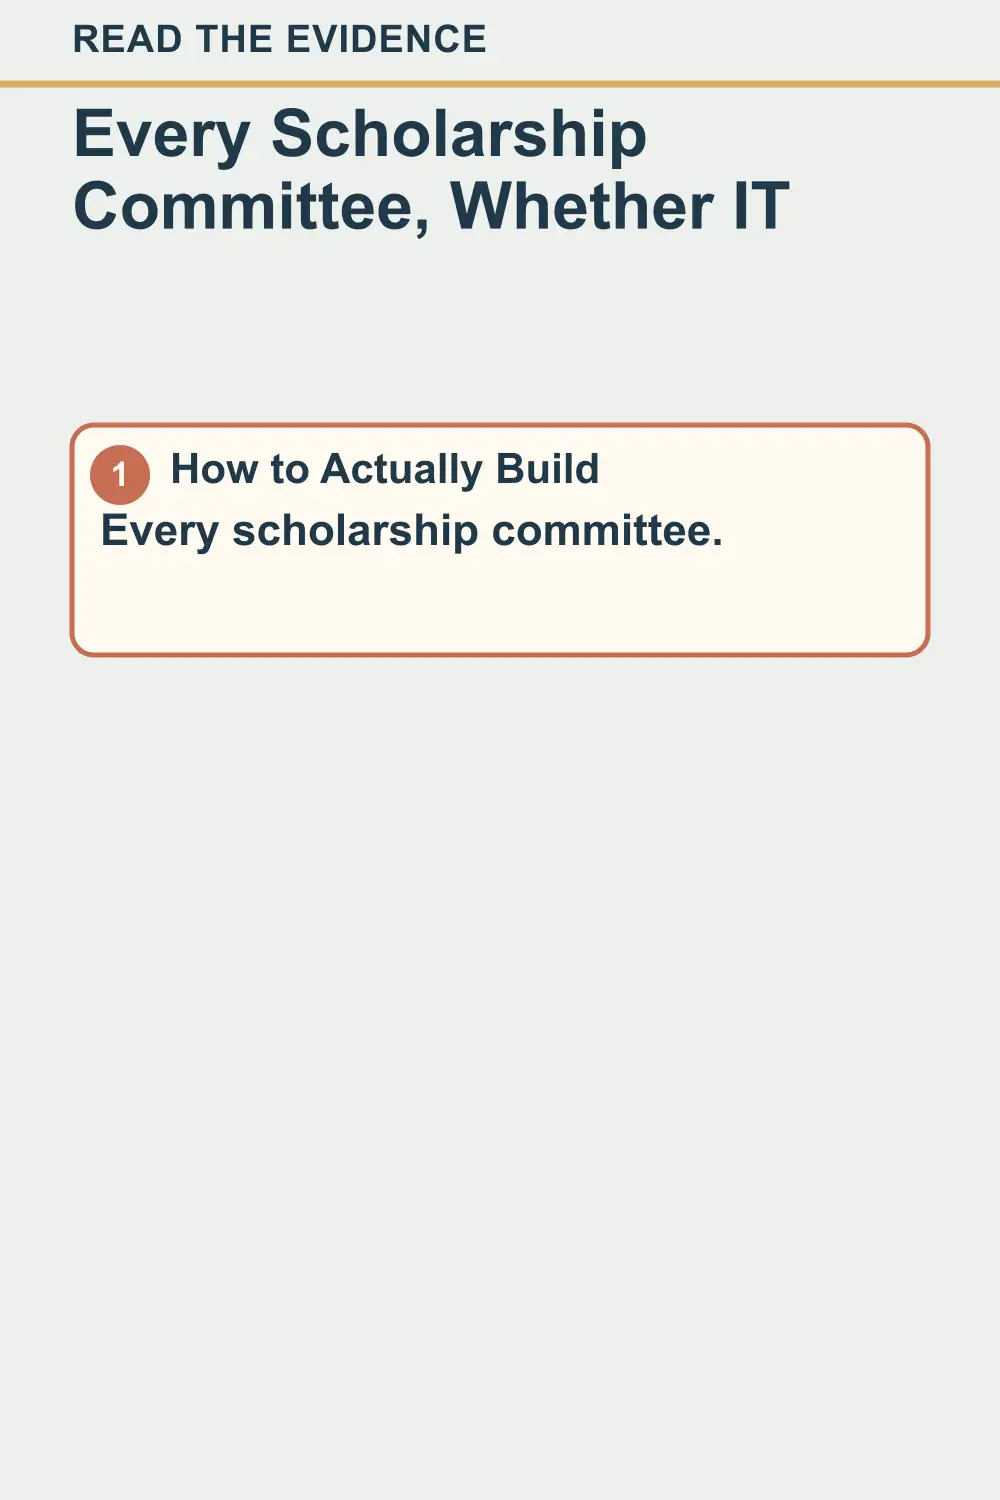 READ THE EVIDENCE
Every Scholarship
Committee, Whether IT
1 How to Actually Build
Every scholarship committee.